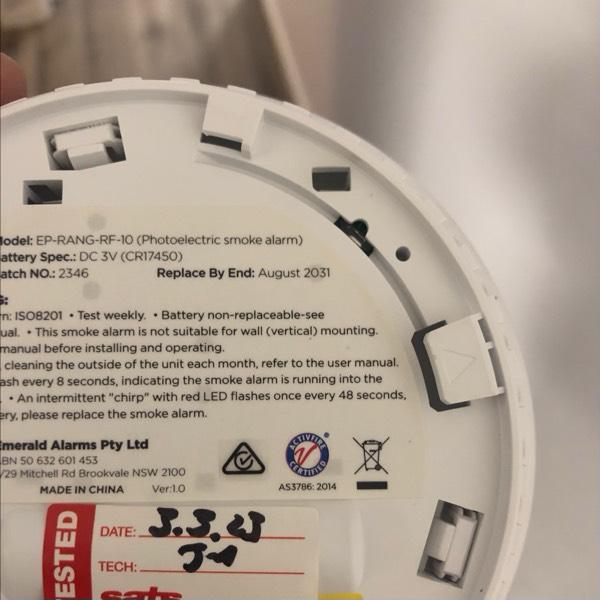 Model: EP-RANG-RF-10 (Photoelectric smoke alarm)
attery Spec.: DC 3V (CR17450)
atch NO.: 2346 Replace By End: August 2031
G:
rn: ISO8201 • Test weekly. • Battery non-replaceable-see
ual. • This smoke alarm is not suitable for wall (vertical) mounting.
manual before installing and operating.
, cleaning the outside of the unit each month, refer to the user manual.
ash every 8 seconds, indicating the smoke alarm is running into the
. • An intermittent "chirp" with red LED flashes once every 48 seconds,
ery, please replace the smoke alarm.
Emerald Alarms Pty Ltd
ABN 50 632 601 453
/29 Mitchell Rd Brookvale NSW 2100
MADE IN CHINA Ver:1.0
ACTIVFIRE
CERTIFIED
AS3786: 2014
TESTED
DATE: 3.3.23
TECH: